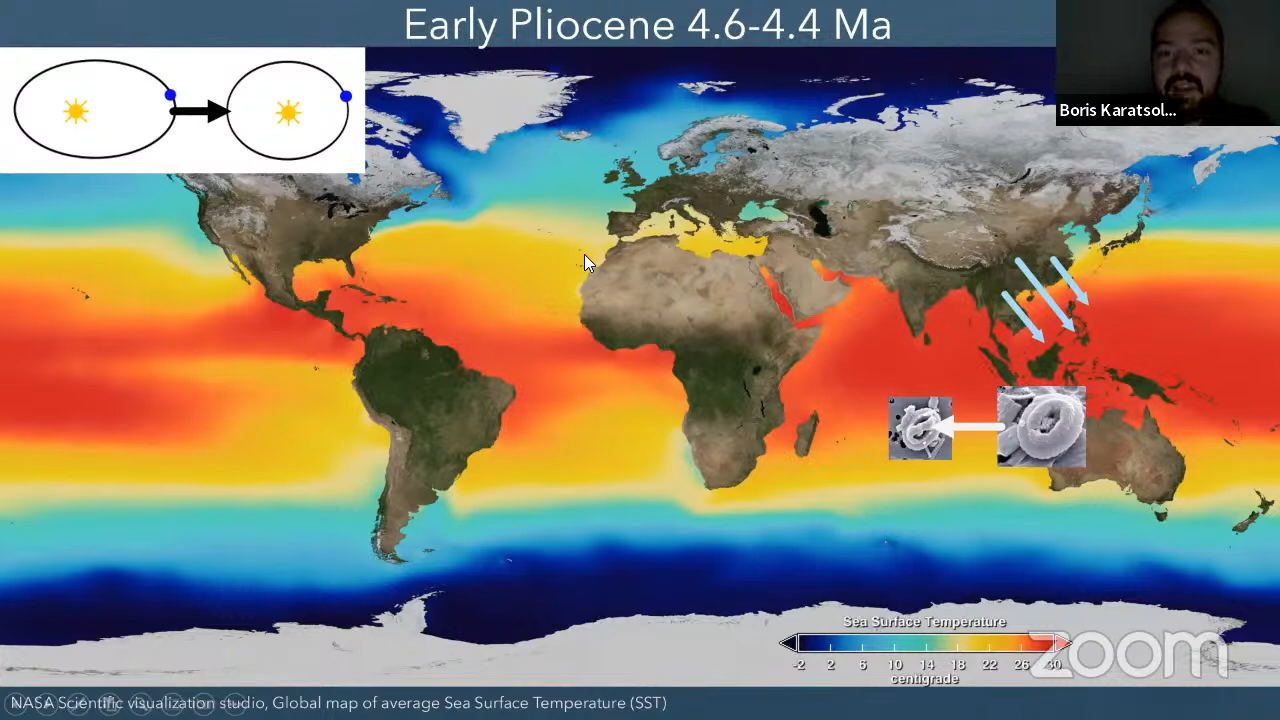 Early Pliocene 4.6-4.4 Ma
Boris Karatsol...
Sea Surface Temperature
-2 2 6 10 14 18 22 26 30
centigrade
zoom
NASA Scientific visualization studio, Global map of average Sea Surface Temperature (SST)